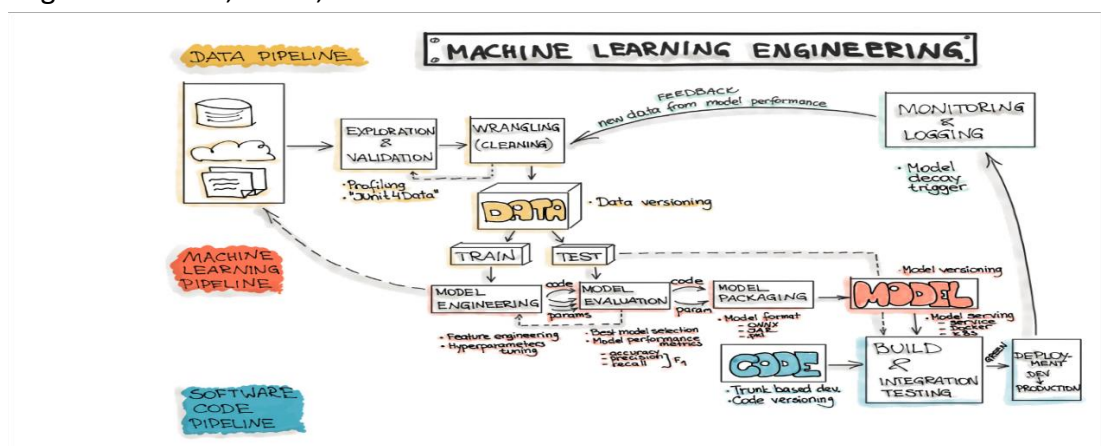 DATA PIPELINE
MACHINE LEARNING ENGINEERING
EXPLORATION
&
VALIDATION
• Profiling
• "JUnit4Data"
WRANGLING
(CLEANING)
FEEDBACK
new data from model performance
MONITORING
&
LOGGING
• Model
decay
trigger
DATA
• Data versioning
TRAIN
TEST
MACHINE
LEARNING
PIPELINE
MODEL
ENGINEERING
code
params
• Feature engineering
• Hyperparameters
tuning
MODEL
EVALUATION
code
param
• Best model selection
• Model performance
metrics
– accuracy
– precision
– recall
F1
MODEL
PACKAGING
• Model format
– ONNX
• Model versioning
MODEL
• Model serving
– service
– Docker
– K8S
CODE
• Trunk based dev.
• Code versioning
BUILD
&
INTEGRATION
TESTING
GREEN
DEPLOY-
MENT
DEV
PRODUCTION
SOFTWARE
CODE
PIPELINE